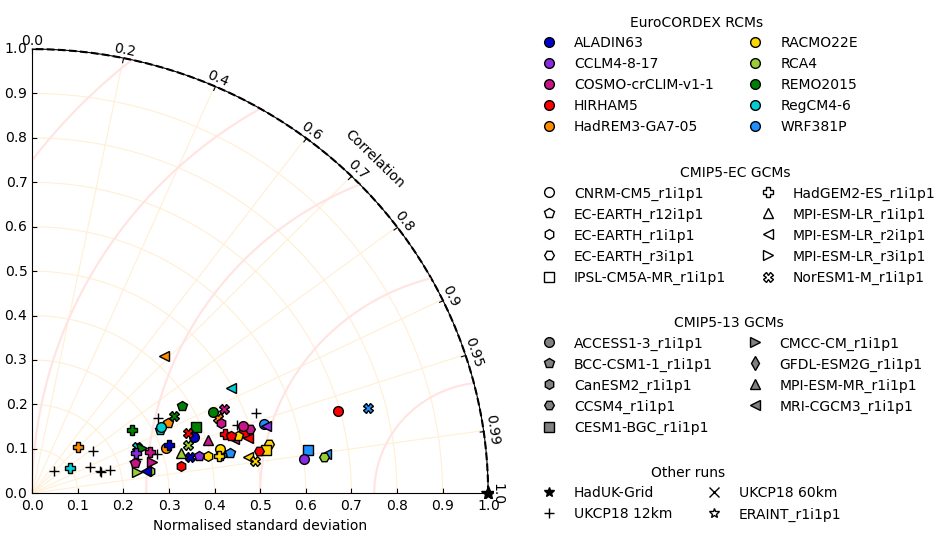 EuroCORDEX RCMs
ALADIN63
CCLM4-8-17
COSMO-crCLIM-v1-1
HIRHAM5
HadREM3-GA7-05
RACMO22E
RCA4
REMO2015
RegCM4-6
WRF381P
CMIP5-EC GCMs
CNRM-CM5_r1i1p1
EC-EARTH_r12i1p1
EC-EARTH_r1i1p1
EC-EARTH_r3i1p1
IPSL-CM5A-MR_r1i1p1
HadGEM2-ES_r1i1p1
MPI-ESM-LR_r1i1p1
MPI-ESM-LR_r2i1p1
MPI-ESM-LR_r3i1p1
NorESM1-M_r1i1p1
CMIP5-13 GCMs
ACCESS1-3_r1i1p1
BCC-CSM1-1_r1i1p1
CanESM2_r1i1p1
CCSM4_r1i1p1
CESM1-BGC_r1i1p1
CMCC-CM_r1i1p1
GFDL-ESM2G_r1i1p1
MPI-ESM-MR_r1i1p1
MRI-CGCM3_r1i1p1
Other runs
HadUK-Grid
UKCP18 12km
UKCP18 60km
ERAINT_r1i1p1
Correlation
0.0
0.2
0.4
0.6
0.7
0.8
0.9
0.95
0.99
1.0
1.0
0.9
0.8
0.7
0.6
0.5
0.4
0.3
0.2
0.1
0.0
0.0 0.1 0.2 0.3 0.4 0.5 0.6 0.7 0.8 0.9 1.0
Normalised standard deviation